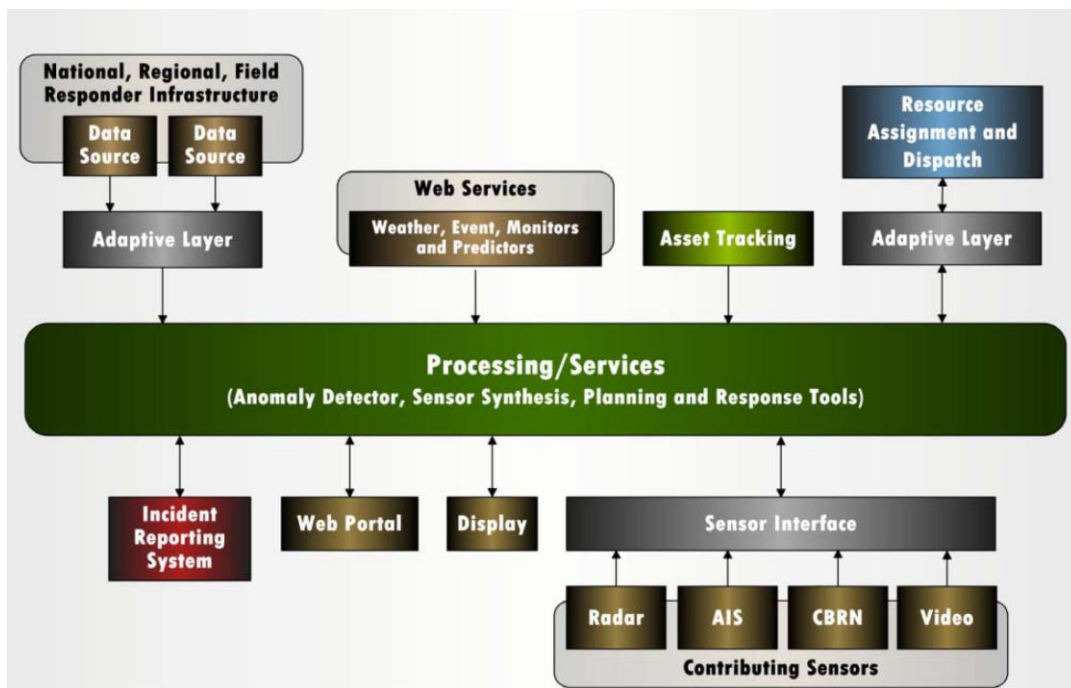 National, Regional, Field
Responder Infrastructure
Data
Source
Data
Source
Adaptive Layer
Web Services
Weather, Event, Monitors
and Predictors
Asset Tracking
Resource
Assignment and
Dispatch
Adaptive Layer
Processing/Services
(Anomaly Detector, Sensor Synthesis, Planning and Response Tools)
Incident
Reporting
System
Web Portal
Display
Sensor Interface
Radar
AIS
CBRN
Video
Contributing Sensors